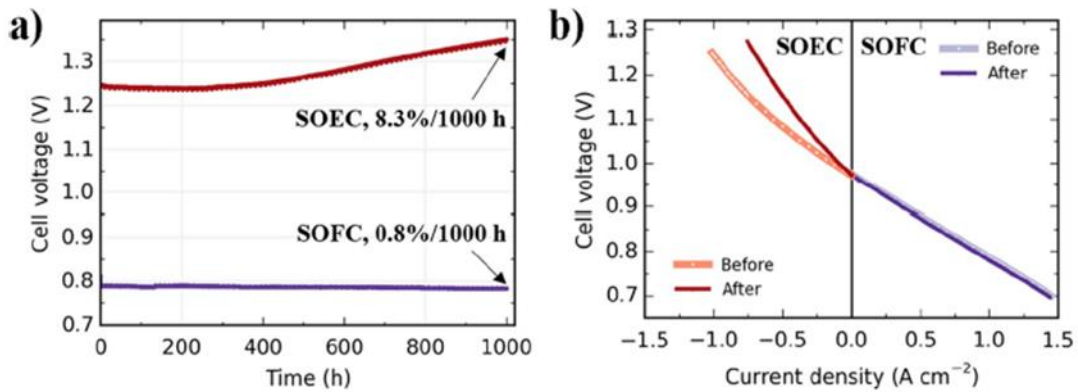 a)
Cell voltage (V)
1.3
1.2
1.1
1.0
0.9
0.8
0.7
SOEC, 8.3%/1000 h
SOFC, 0.8%/1000 h
0 200 400 600 800 1000
Time (h)
b)
Cell voltage (V)
1.3
1.2
1.1
1.0
0.9
0.8
0.7
SOEC SOFC
Before
After
Before
After
−1.5 −1.0 −0.5 0.0 0.5 1.0 1.5
Current density (A cm⁻²)